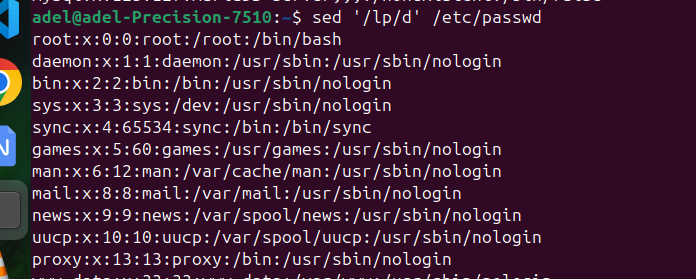 adel@adel-Precision-7510:~$ sed '/lp/d' /etc/passwd
root:x:0:0:root:/root:/bin/bash
daemon:x:1:1:daemon:/usr/sbin:/usr/sbin/nologin
bin:x:2:2:bin:/bin:/usr/sbin/nologin
sys:x:3:3:sys:/dev:/usr/sbin/nologin
sync:x:4:65534:sync:/bin:/bin/sync
games:x:5:60:games:/usr/games:/usr/sbin/nologin
man:x:6:12:man:/var/cache/man:/usr/sbin/nologin
mail:x:8:8:mail:/var/mail:/usr/sbin/nologin
news:x:9:9:news:/var/spool/news:/usr/sbin/nologin
uucp:x:10:10:uucp:/var/spool/uucp:/usr/sbin/nologin
proxy:x:13:13:proxy:/bin:/usr/sbin/nologin